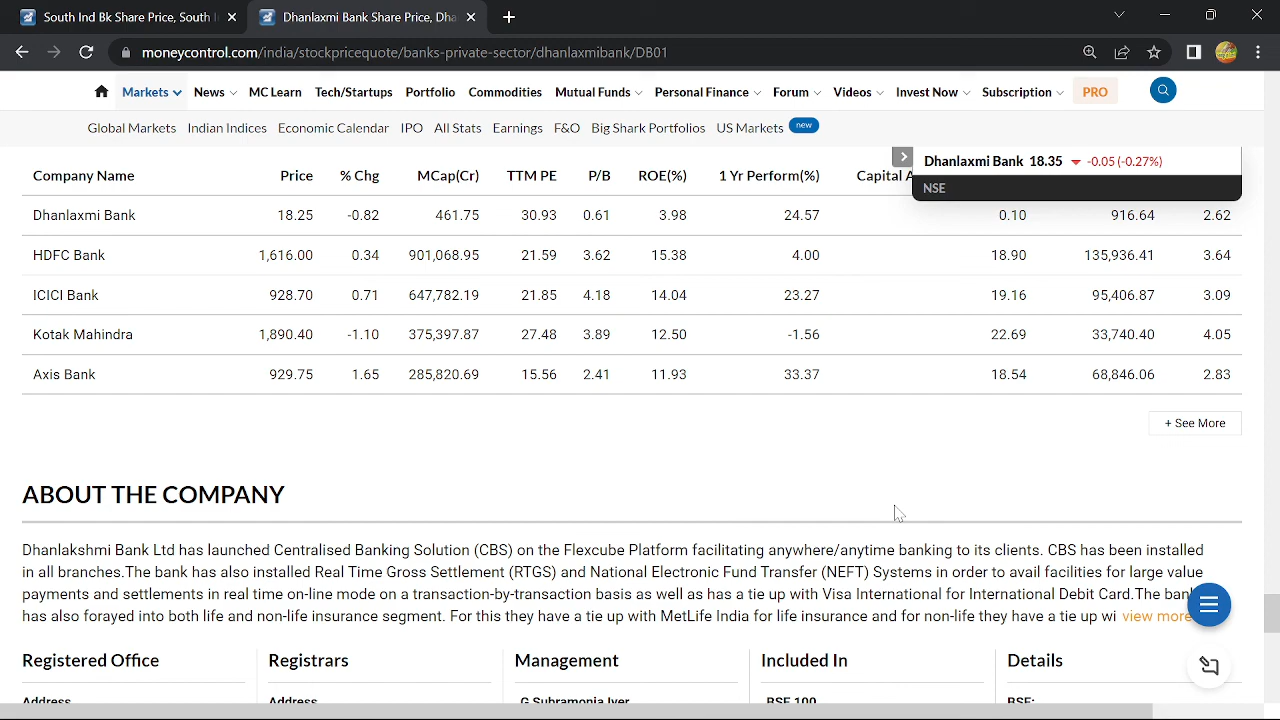 South Ind Bk Share Price, South I
Dhanlaxmi Bank Share Price, Dha
moneycontrol.com/india/stockpricequote/banks-private-sector/dhanlaxmibank/DB01
Markets News MC Learn Tech/Startups Portfolio Commodities Mutual Funds Personal Finance Forum Videos Invest Now Subscription PRO
Global Markets Indian Indices Economic Calendar IPO All Stats Earnings F&O Big Shark Portfolios US Markets new
Dhanlaxmi Bank 18.35 -0.05 (-0.27%)
NSE
Company Name Price % Chg MCap(Cr) TTM PE P/B ROE(%) 1 Yr Perform(%) Capital A
Dhanlaxmi Bank 18.25 -0.82 461.75 30.93 0.61 3.98 24.57 0.10 916.64 2.62
HDFC Bank 1,616.00 0.34 901,068.95 21.59 3.62 15.38 4.00 18.90 135,936.41 3.64
ICICI Bank 928.70 0.71 647,782.19 21.85 4.18 14.04 23.27 19.16 95,406.87 3.09
Kotak Mahindra 1,890.40 -1.10 375,397.87 27.48 3.89 12.50 -1.56 22.69 33,740.40 4.05
Axis Bank 929.75 1.65 285,820.69 15.56 2.41 11.93 33.37 18.54 68,846.06 2.83
+ See More
ABOUT THE COMPANY
Dhanlakshmi Bank Ltd has launched Centralised Banking Solution (CBS) on the Flexcube Platform facilitating anywhere/anytime banking to its clients. CBS has been installed
in all branches.The bank has also installed Real Time Gross Settlement (RTGS) and National Electronic Fund Transfer (NEFT) Systems in order to avail facilities for large value
payments and settlements in real time on-line mode on a transaction-by-transaction basis as well as has a tie up with Visa International for International Debit Card.The bank
has also forayed into both life and non-life insurance segment. For this they have a tie up with MetLife India for life insurance and for non-life they have a tie up wi view more
Registered Office Registrars Management Included In Details
Address Address G Subramonia Iyer BSE 100 BSE: